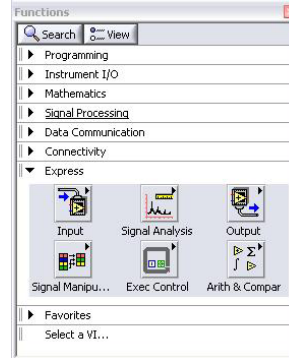 Functions
Search View
Programming
Instrument I/O
Mathematics
Signal Processing
Data Communication
Connectivity
Express
Input Signal Analysis Output
Signal Manipu... Exec Control Arith & Compar
Favorites
Select a VI...